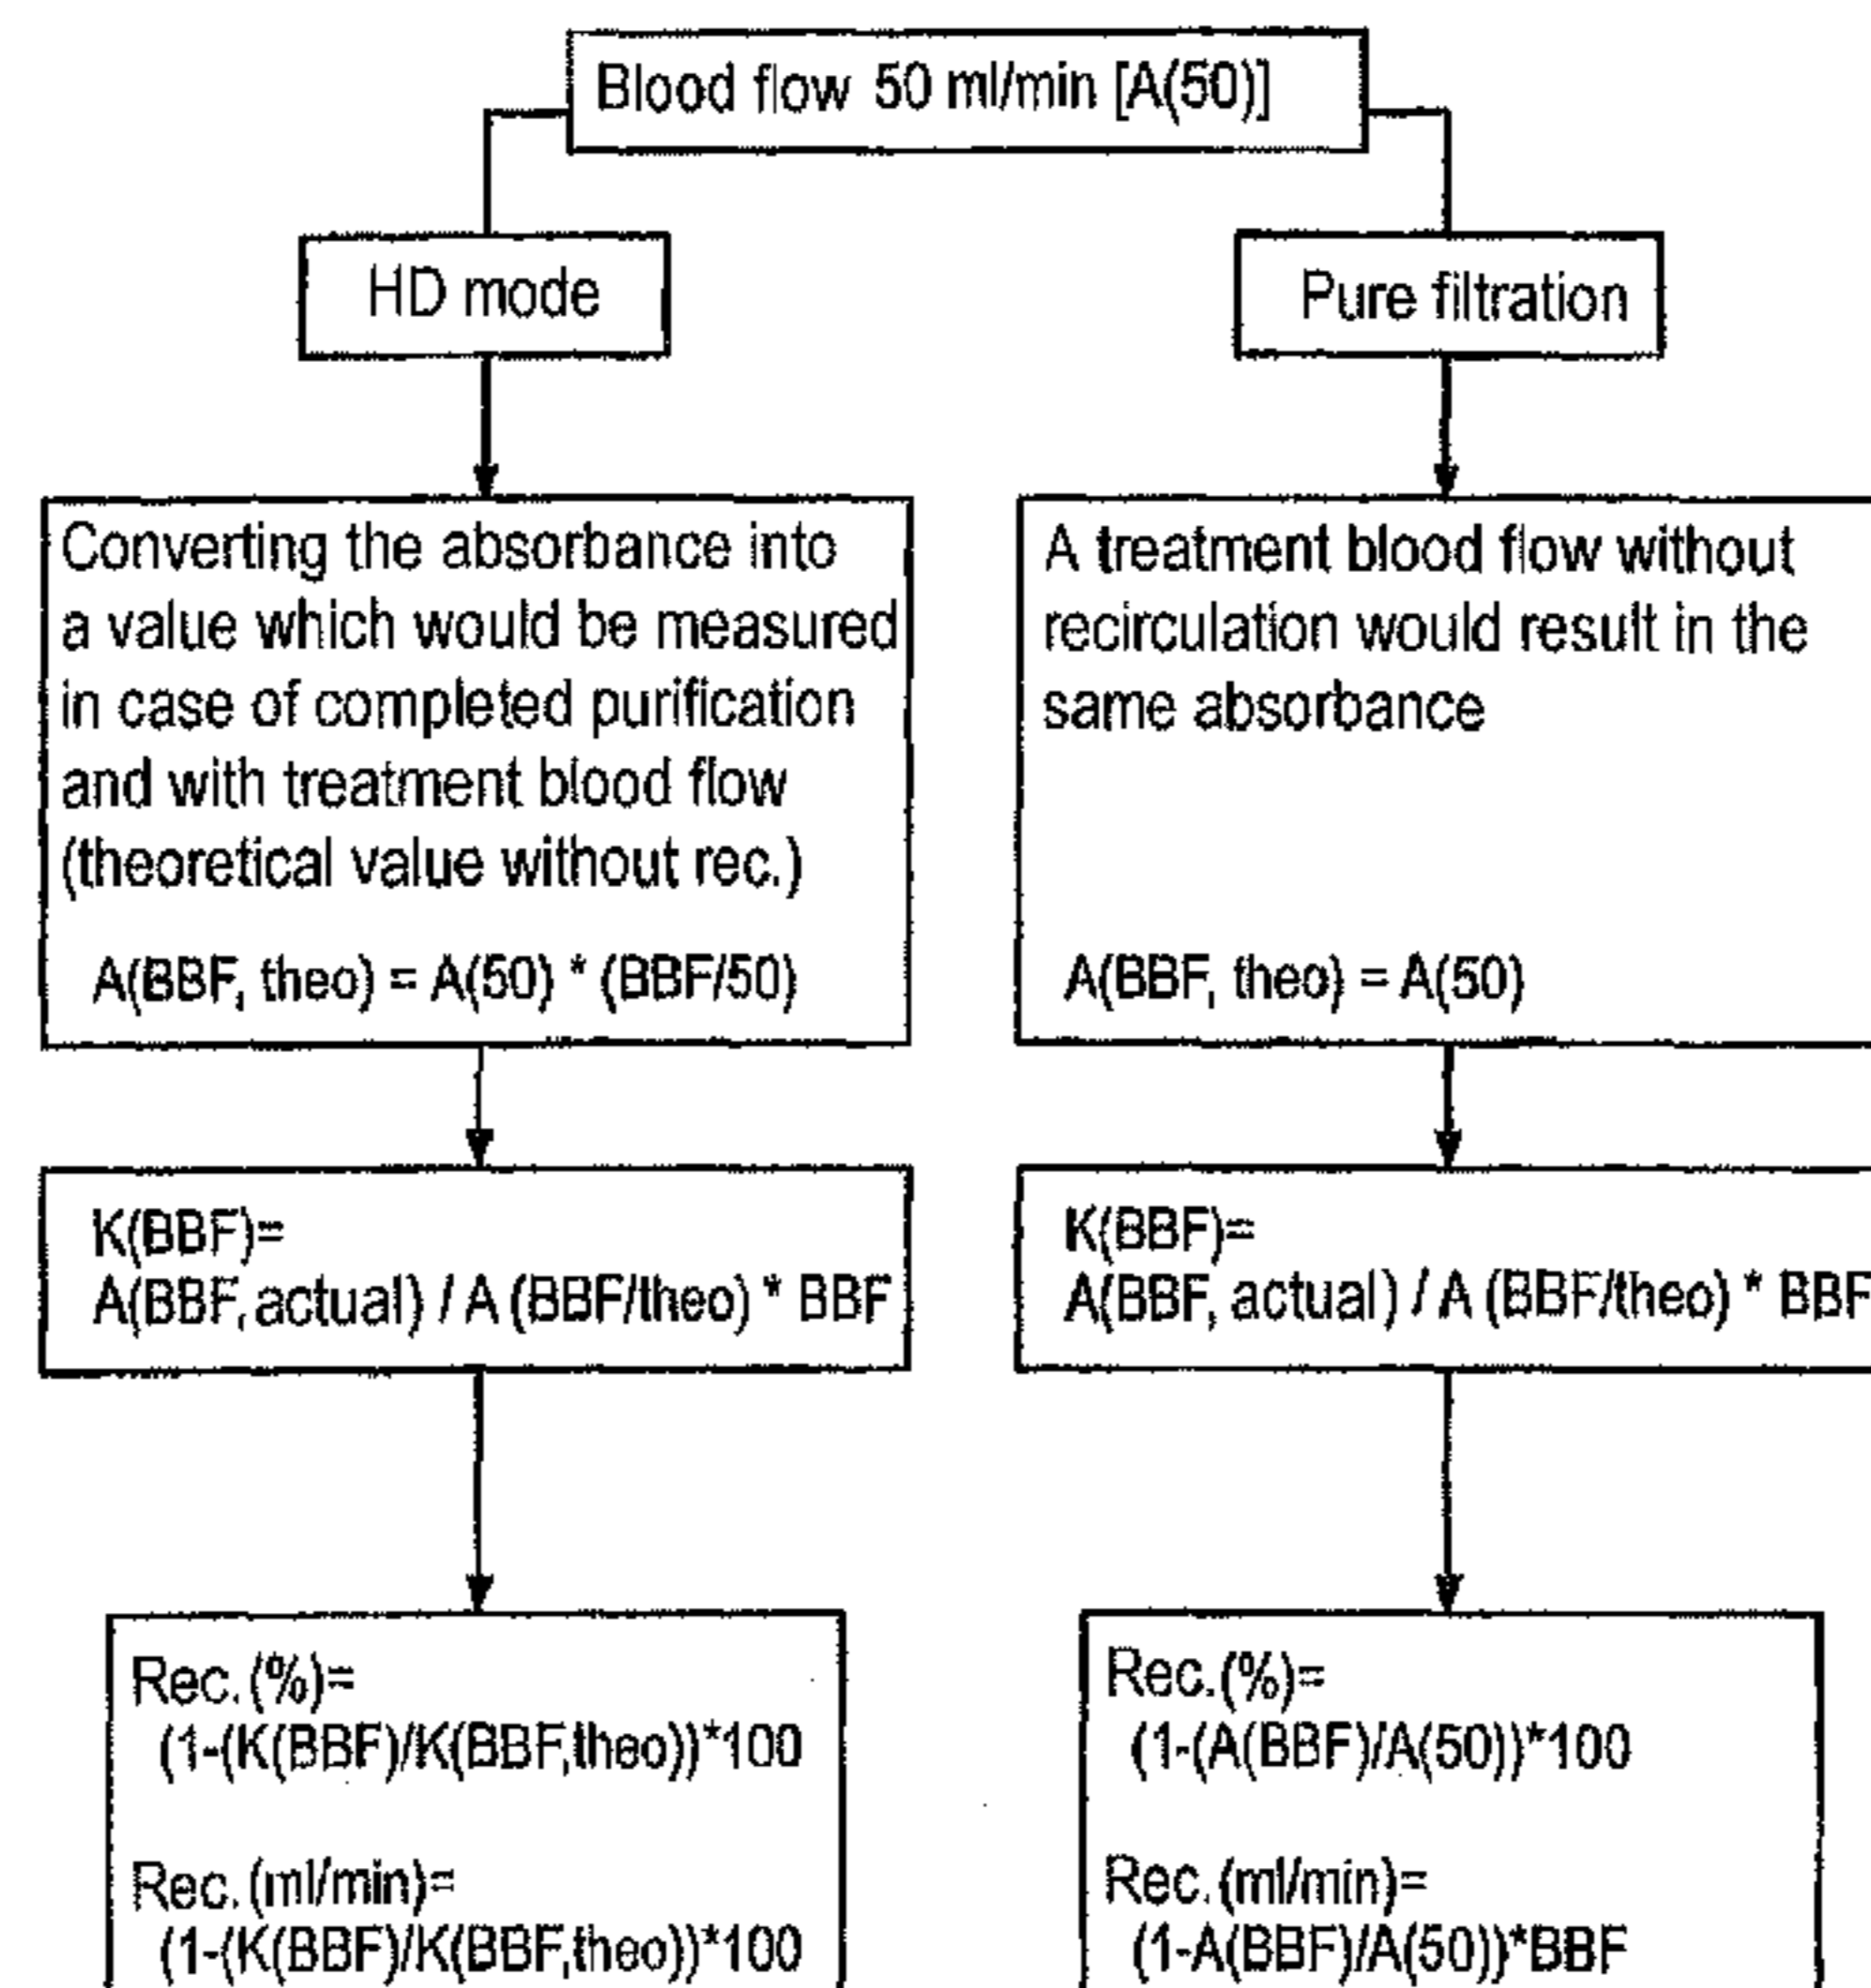 Blood flow 50 ml/min [A(50)]
HD mode
Pure filtration
Converting the absorbance into
a value which would be measured
in case of completed purification
and with treatment blood flow
(theoretical value without rec.)
A(BBF, theo) = A(50) * (BBF/50)
A treatment blood flow without
recirculation would result in the
same absorbance
A(BBF, theo) = A(50)
K(BBF)=
A(BBF, actual) / A (BBF/theo) * BBF
K(BBF)=
A(BBF, actual) / A (BBF/theo) * BBF
Rec.(%)=
(1-(K(BBF)/K(BBF,theo))*100
Rec.(ml/min)=
(1-(K(BBF)/K(BBF,theo))*100
Rec.(%)=
(1-(A(BBF)/A(50))*100
Rec.(ml/min)=
(1-A(BBF)/A(50))*BBF